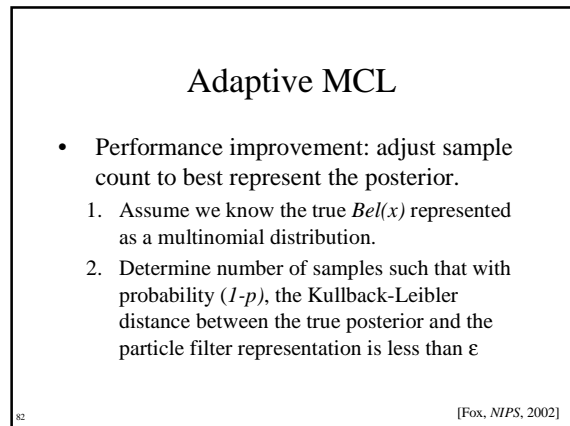 Adaptive MCL
• Performance improvement: adjust sample
count to best represent the posterior.
1. Assume we know the true Bel(x) represented
as a multinomial distribution.
2. Determine number of samples such that with
probability (1-p), the Kullback-Leibler
distance between the true posterior and the
particle filter representation is less than ε
82
[Fox, NIPS, 2002]